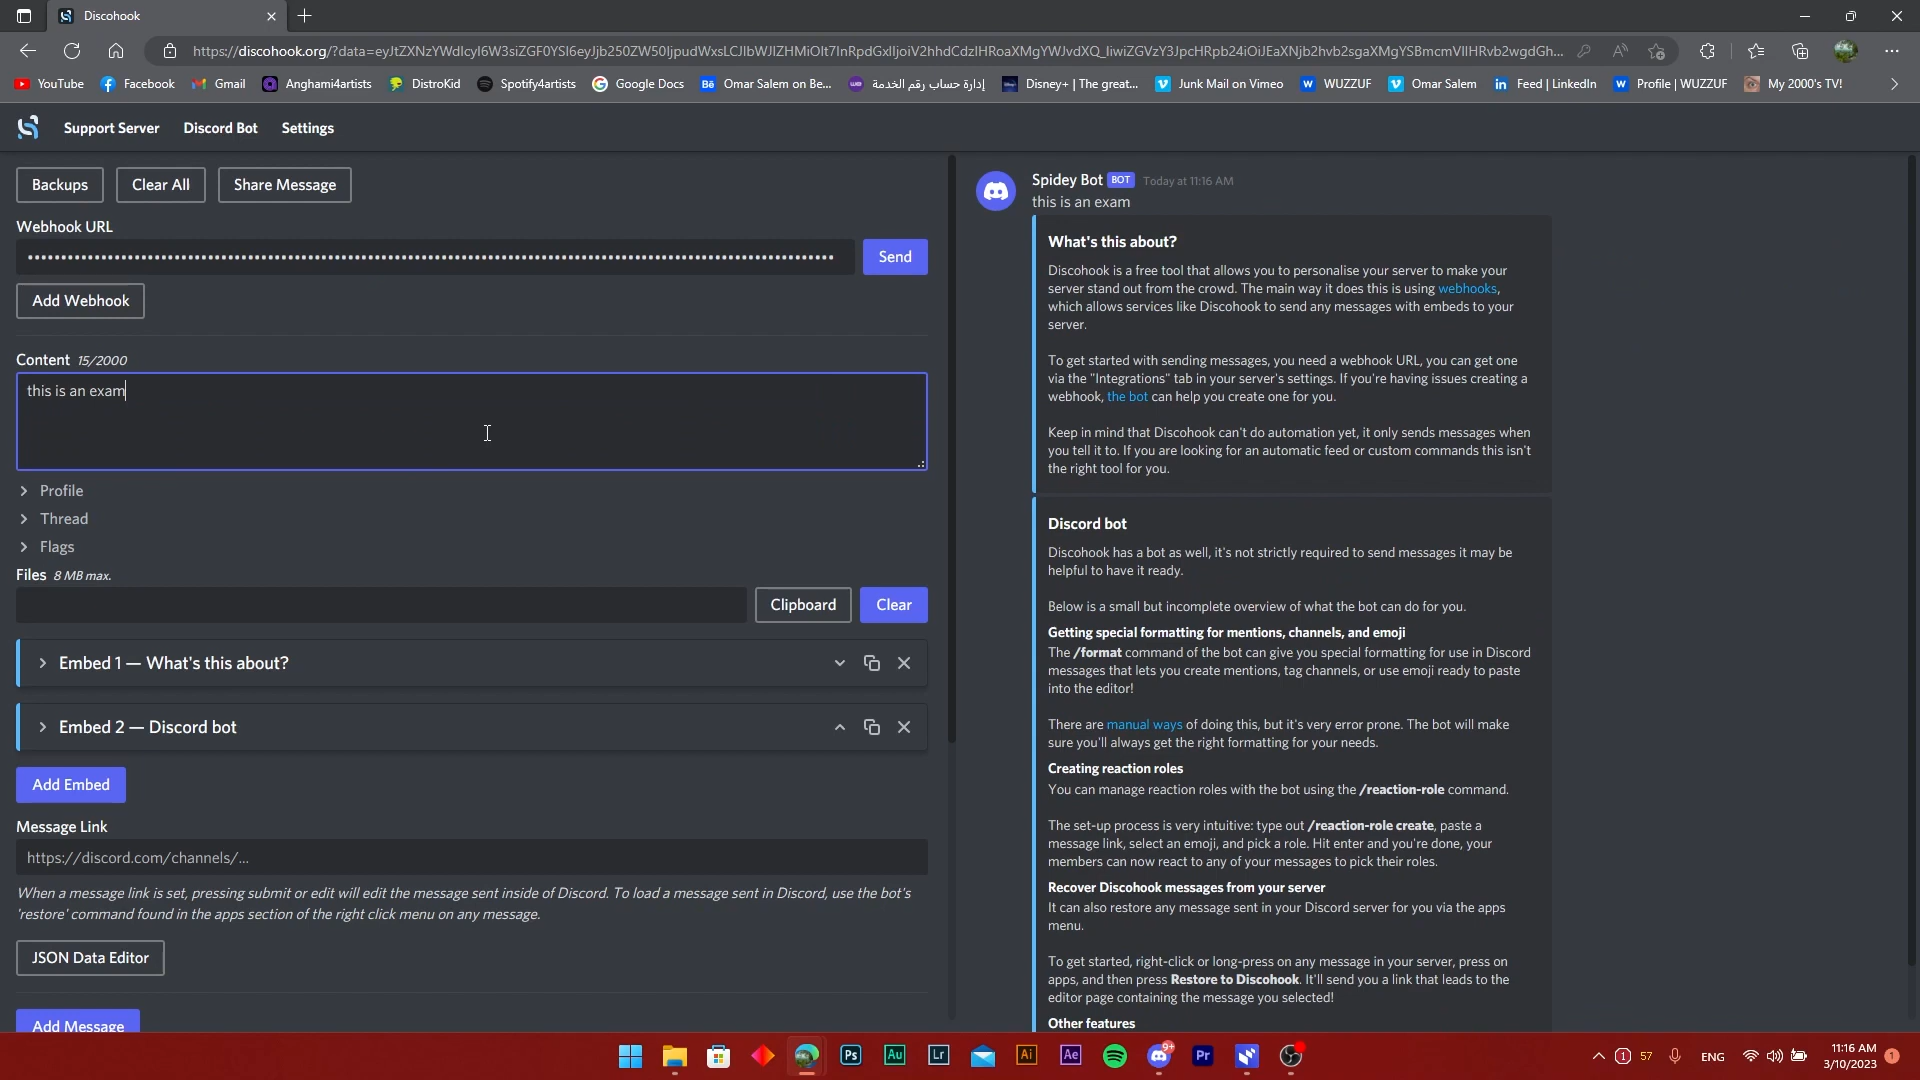 Discohook
https://discohook.org/?data=eyJtZXNzYWdlcyI6W3siZGF0YSI6eyJjb250ZW50IjpudWxsLCJlbWJlZHMiOlt7InRpdGxlIjoiV2hhdCdzIHRoaXMgYWJvdXQ_IiwiZGVzY3JpcHRpb24iOiJEaXNjb2hvb2sgaXMgYSBmcmVlIHRvb2wgdGh...
YouTube
Facebook
Gmail
Anghami4artists
DistroKid
Spotify4artists
Google Docs
Omar Salem on Be...
إدارة حساب رقم الخدمة
Disney+ | The great...
Junk Mail on Vimeo
WUZZUF
Omar Salem
Feed | LinkedIn
Profile | WUZZUF
My 2000's TV!
Support Server
Discord Bot
Settings
Backups
Clear All
Share Message
Webhook URL
Send
Add Webhook
Content 15/2000
this is an exam
Profile
Thread
Flags
Files 8 MB max.
Clipboard
Clear
Embed 1 — What's this about?
Embed 2 — Discord bot
Add Embed
Message Link
https://discord.com/channels/...
When a message link is set, pressing submit or edit will edit the message sent inside of Discord. To load a message sent in Discord, use the bot's
'restore' command found in the apps section of the right click menu on any message.
JSON Data Editor
Add Message
Spidey Bot BOT Today at 11:16 AM
this is an exam
What's this about?
Discohook is a free tool that allows you to personalise your server to make your
server stand out from the crowd. The main way it does this is using webhooks,
which allows services like Discohook to send any messages with embeds to your
server.
To get started with sending messages, you need a webhook URL, you can get one
via the "Integrations" tab in your server's settings. If you're having issues creating a
webhook, the bot can help you create one for you.
Keep in mind that Discohook can't do automation yet, it only sends messages when
you tell it to. If you are looking for an automatic feed or custom commands this isn't
the right tool for you.
Discord bot
Discohook has a bot as well, it's not strictly required to send messages it may be
helpful to have it ready.
Below is a small but incomplete overview of what the bot can do for you.
Getting special formatting for mentions, channels, and emoji
The /format command of the bot can give you special formatting for use in Discord
messages that lets you create mentions, tag channels, or use emoji ready to paste
into the editor!
There are manual ways of doing this, but it's very error prone. The bot will make
sure you'll always get the right formatting for your needs.
Creating reaction roles
You can manage reaction roles with the bot using the /reaction-role command.
The set-up process is very intuitive: type out /reaction-role create, paste a
message link, select an emoji, and pick a role. Hit enter and you're done, your
members can now react to any of your messages to pick their roles.
Recover Discohook messages from your server
It can also restore any message sent in your Discord server for you via the apps
menu.
To get started, right-click or long-press on any message in your server, press on
apps, and then press Restore to Discohook. It'll send you a link that leads to the
editor page containing the message you selected!
Other features
Ps
Au
Lr
Ai
Ae
9+
Pr
1
57
ENG
11:16 AM
3/10/2023
1